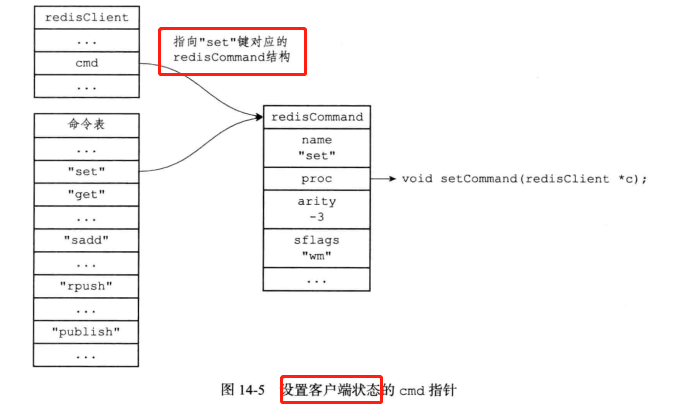 redisClient
...
cmd
...
指向"set"键对应的
redisCommand结构
命令表
...
"set"
"get"
...
"sadd"
...
"rpush"
...
"publish"
...
redisCommand
name
"set"
proc
arity
-3
sflags
"wm"
...
void setCommand(redisClient *c);
图 14-5 设置客户端状态的 cmd 指针